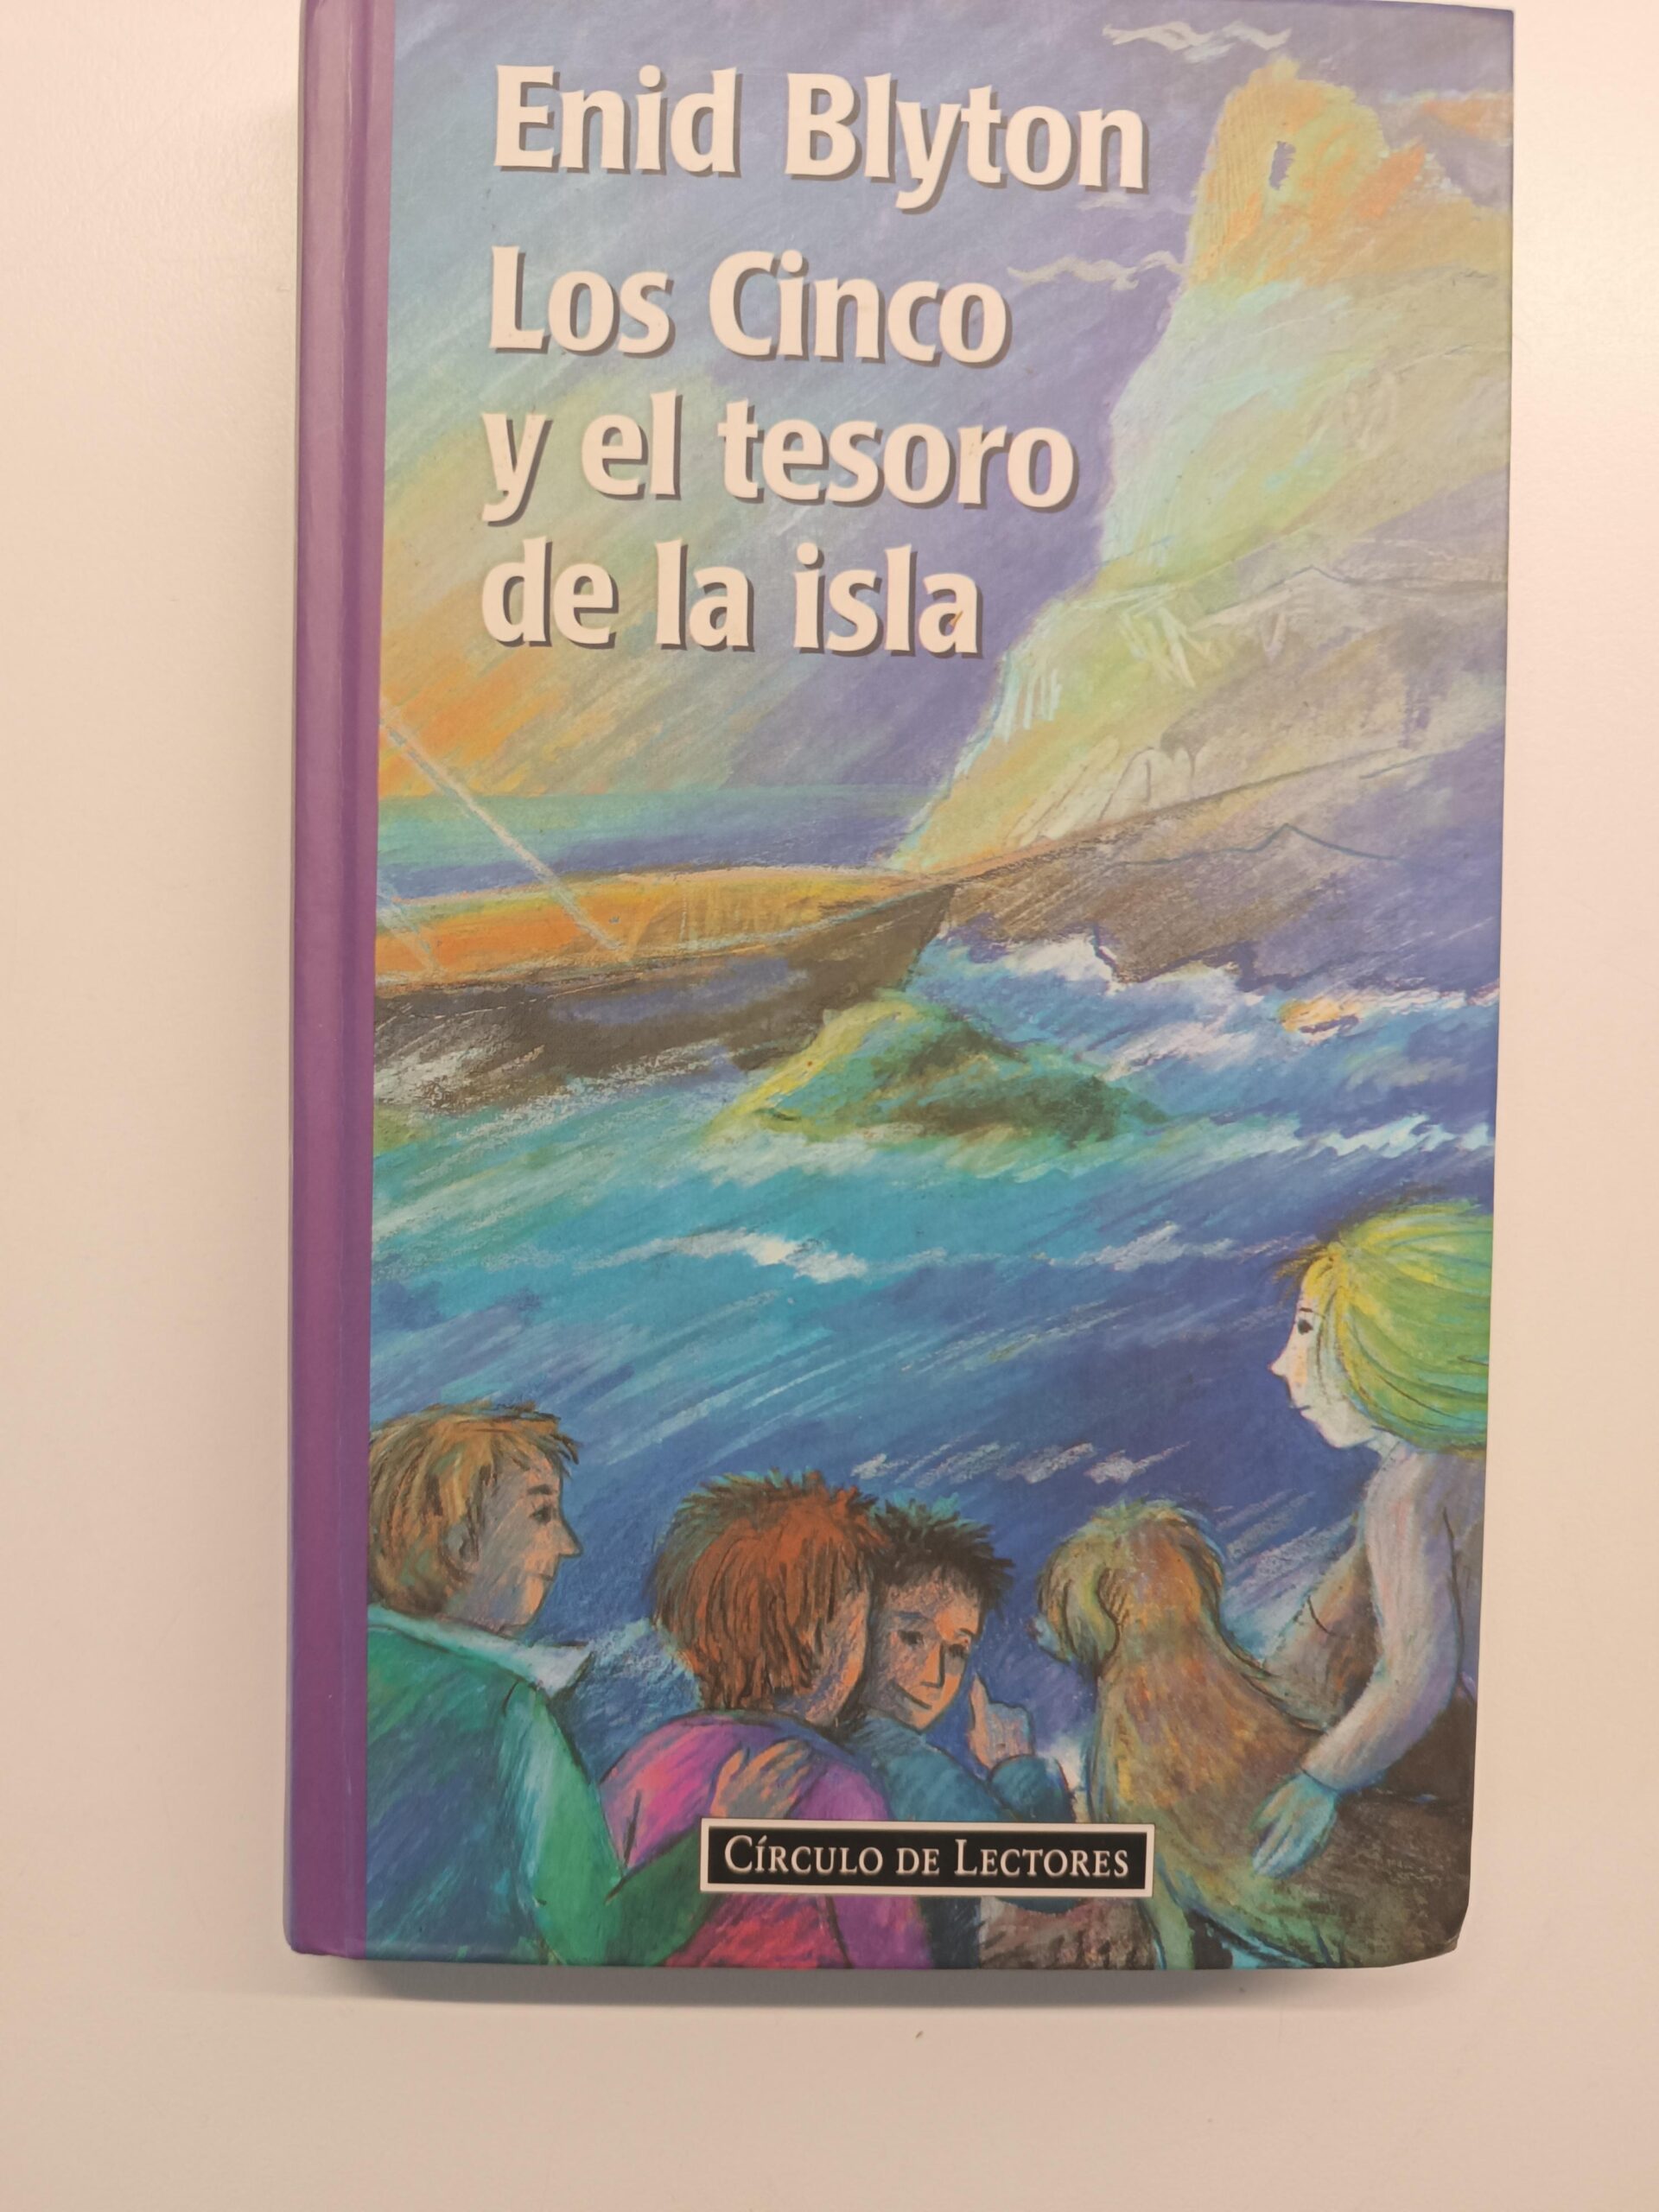 Enid Blyton
Los Cinco
y el tesoro
de la isla
CÍRCULO DE LECTORES